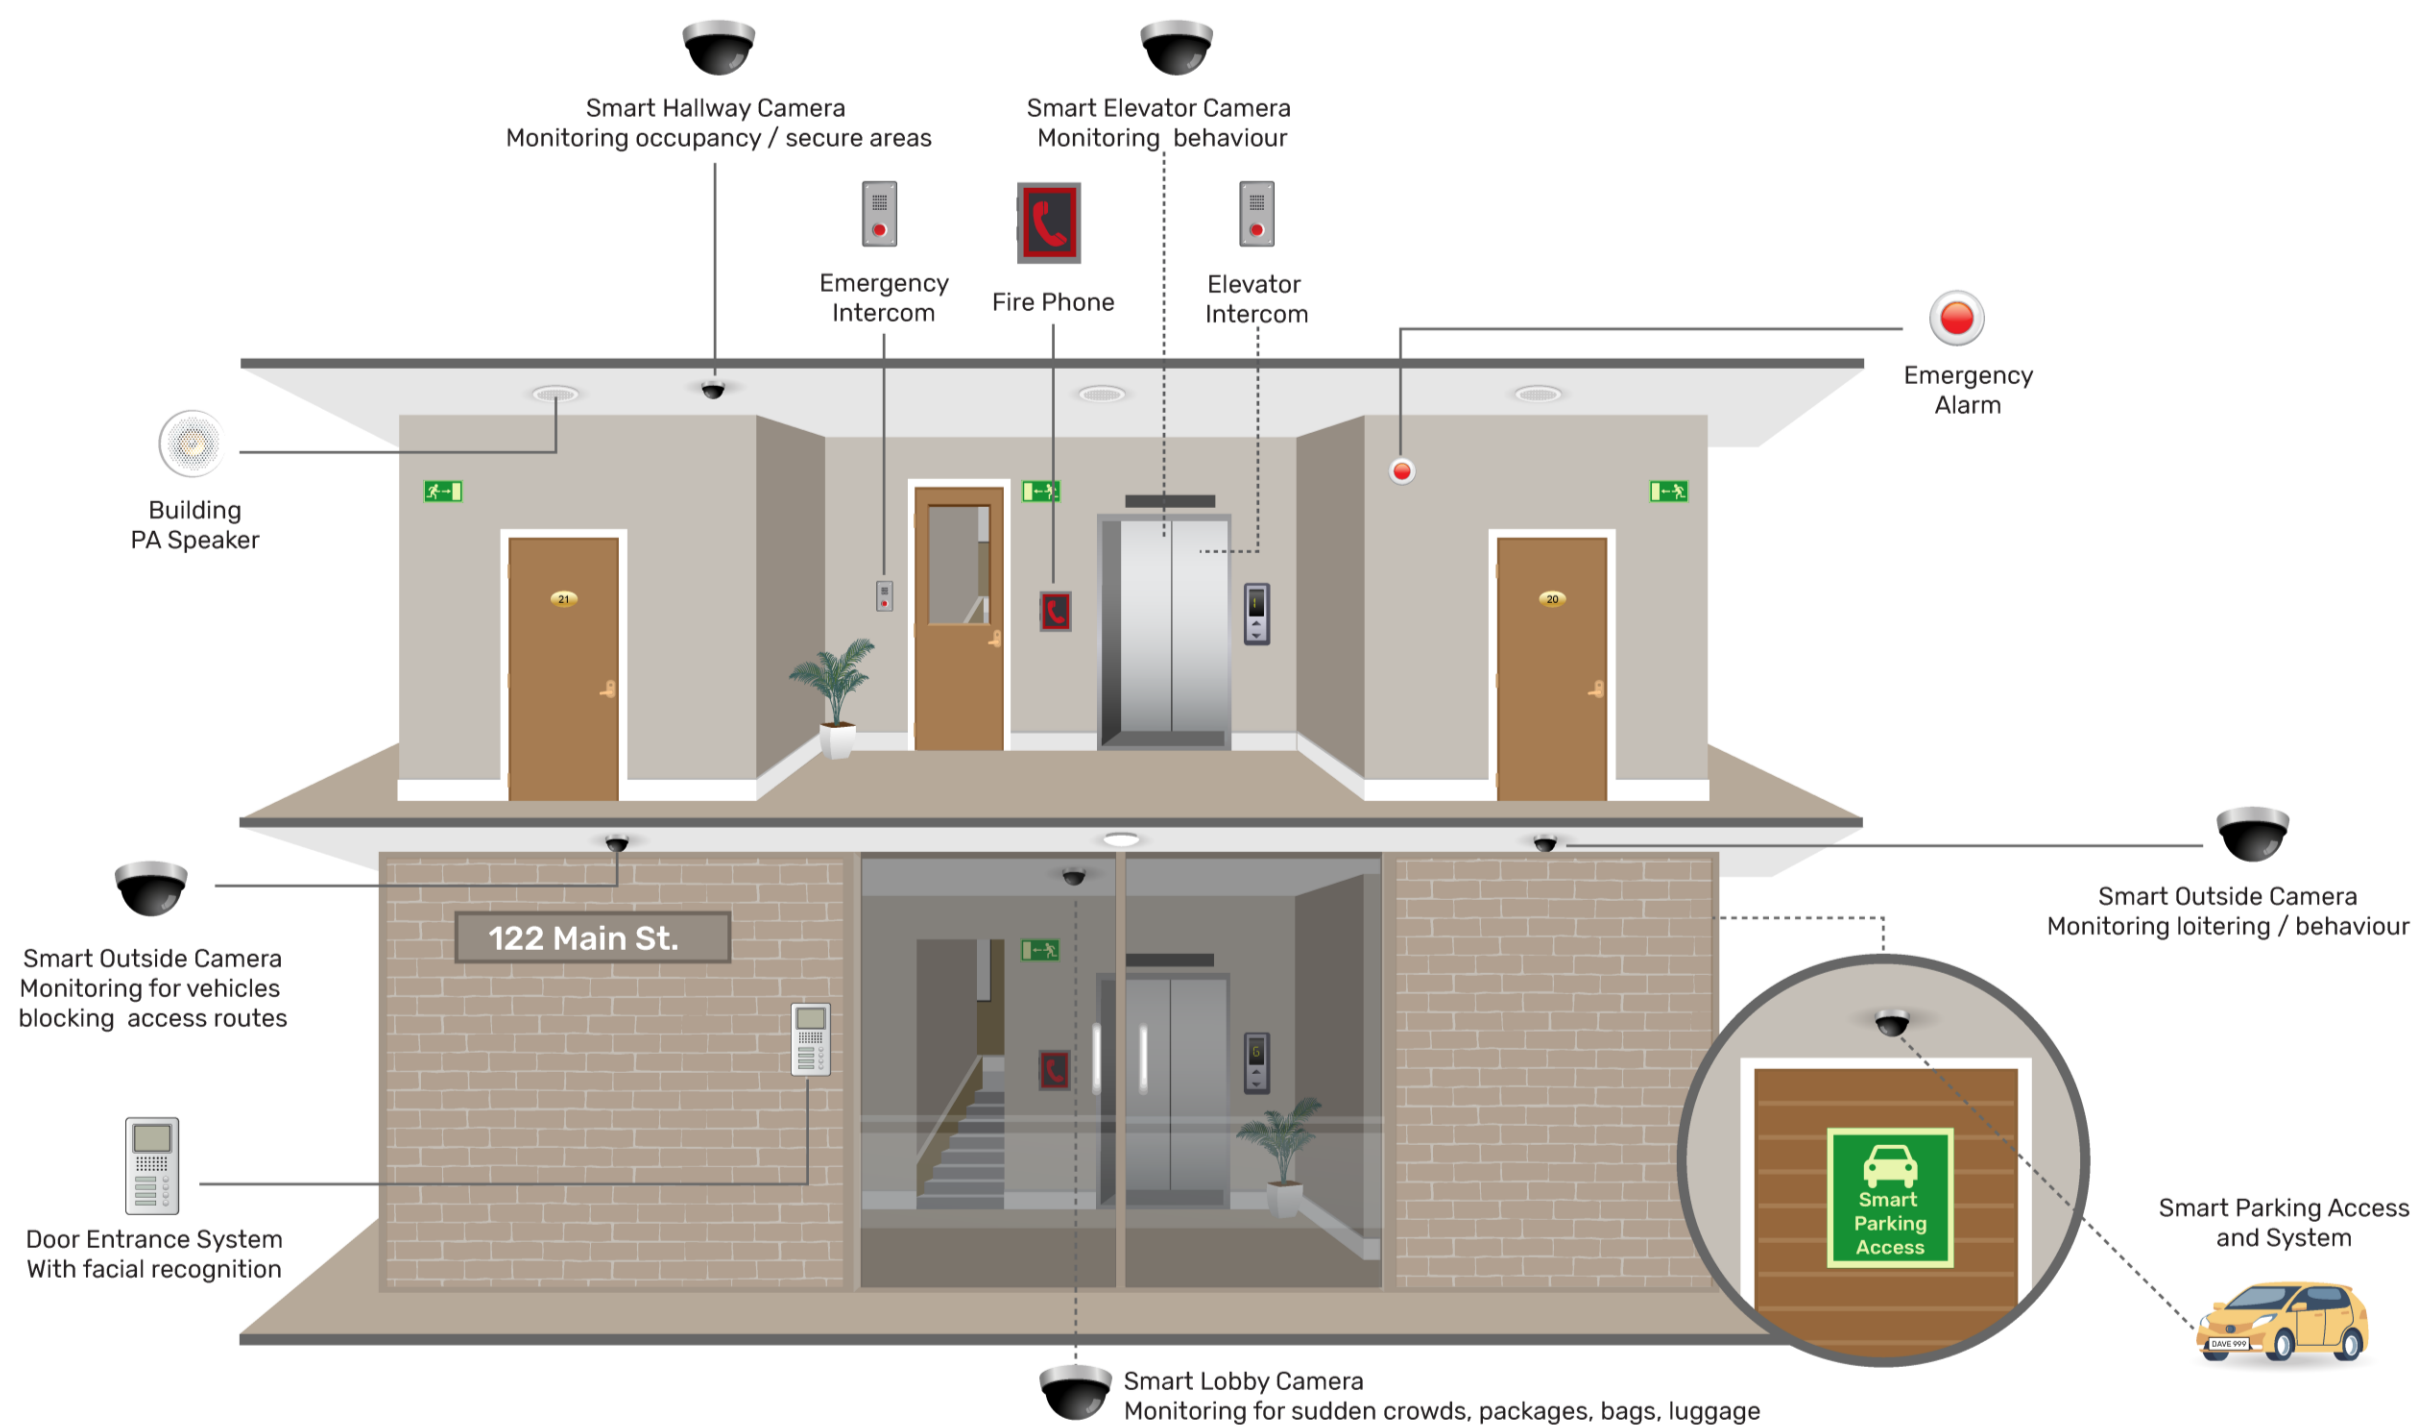 Smart Hallway Camera
Monitoring occupancy / secure areas
Smart Elevator Camera
Monitoring behaviour
Emergency
Intercom
Fire Phone
Elevator
Intercom
Emergency
Alarm
Building
PA Speaker
21
20
Smart Outside Camera
Monitoring for vehicles
blocking access routes
122 Main St.
Smart Outside Camera
Monitoring loitering / behaviour
G
Door Entrance System
With facial recognition
Smart
Parking
Access
Smart Parking Access
and System
DAVE 999
Smart Lobby Camera
Monitoring for sudden crowds, packages, bags, luggage